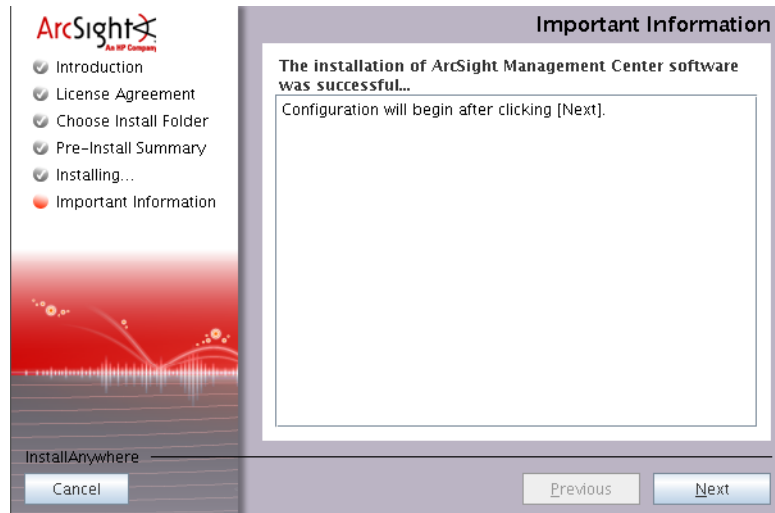 ArcSight
An HP Company
Introduction
License Agreement
Choose Install Folder
Pre-Install Summary
Installing...
Important Information
Important Information
The installation of ArcSight Management Center software
was successful...
Configuration will begin after clicking [Next].
InstallAnywhere
Cancel
Previous
Next